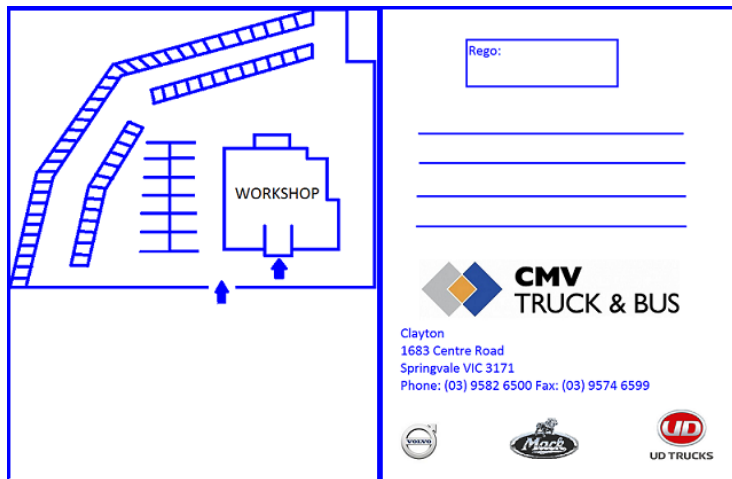 WORKSHOP
Rego:
CMV
TRUCK & BUS
Clayton
1683 Centre Road
Springvale VIC 3171
Phone: (03) 9582 6500 Fax: (03) 9574 6599
VOLVO
Mack
UD
UD TRUCKS